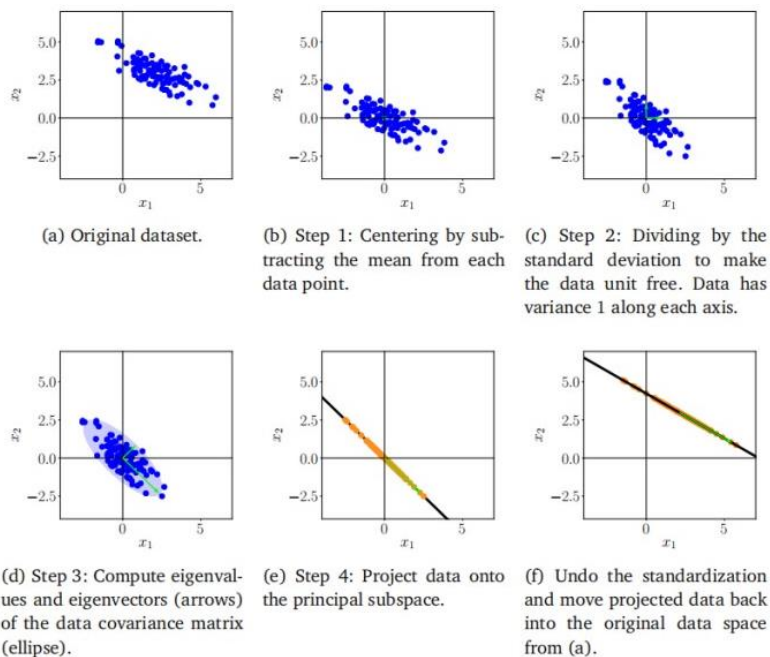 5.0
2.5
0.0
−2.5
x2
0
5
x1
5.0
2.5
0.0
−2.5
x2
0
5
x1
5.0
2.5
0.0
−2.5
x2
0
5
x1
(a) Original dataset.
(b) Step 1: Centering by sub-
tracting the mean from each
data point.
(c) Step 2: Dividing by the
standard deviation to make
the data unit free. Data has
variance 1 along each axis.
5.0
2.5
0.0
−2.5
x2
0
5
x1
5.0
2.5
0.0
−2.5
x2
0
5
x1
5.0
2.5
0.0
−2.5
x2
0
5
x1
(d) Step 3: Compute eigenval-
ues and eigenvectors (arrows)
of the data covariance matrix
(ellipse).
(e) Step 4: Project data onto
the principal subspace.
(f) Undo the standardization
and move projected data back
into the original data space
from (a).